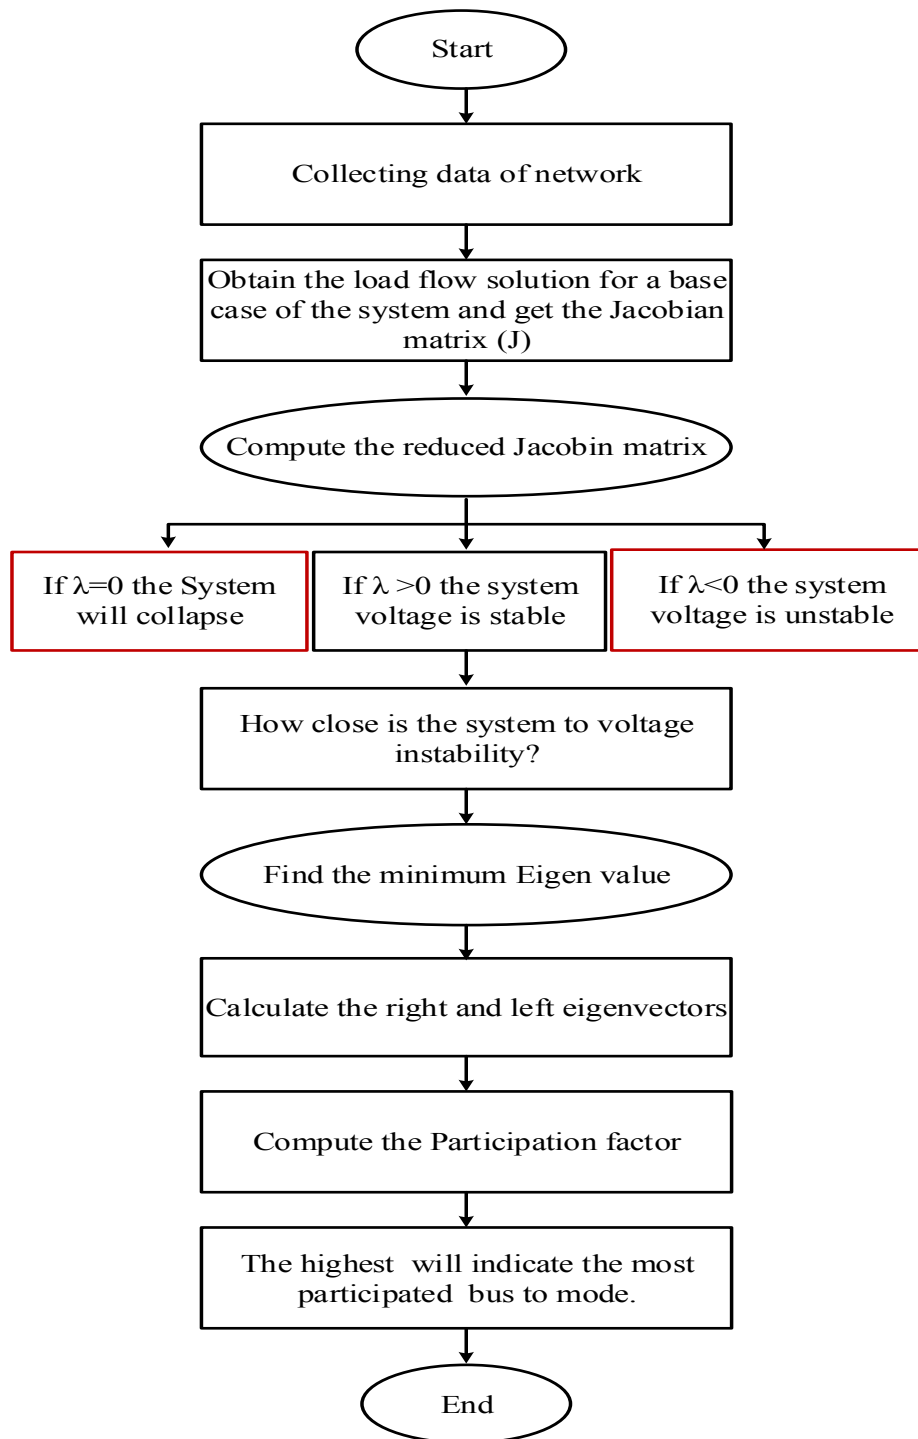 Start
Collecting data of network
Obtain the load flow solution for a base
case of the system and get the Jacobian
matrix (J)
Compute the reduced Jacobin matrix
If λ=0 the System
will collapse
If λ >0 the system
voltage is stable
If λ<0 the system
voltage is unstable
How close is the system to voltage
instability?
Find the minimum Eigen value
Calculate the right and left eigenvectors
Compute the Participation factor
The highest  will indicate the most
participated  bus to mode.
End